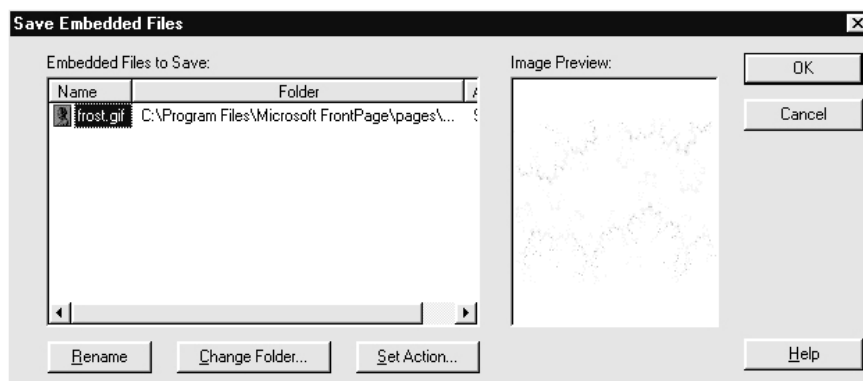 Save Embedded Files
Embedded Files to Save:
Name Folder
frost.gif C:\Program Files\Microsoft FrontPage\pages\...
Rename Change Folder... Set Action...
Image Preview:
OK
Cancel
Help